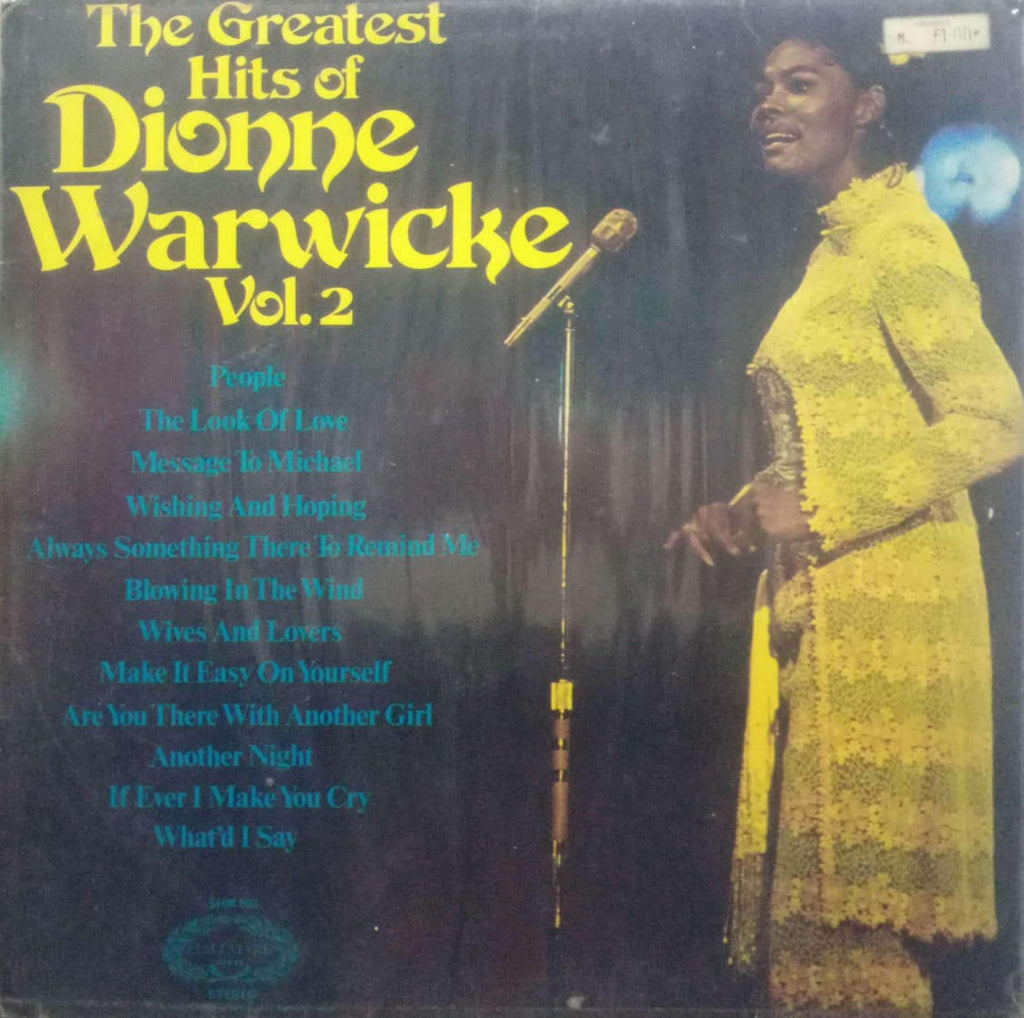 The Greatest
Hits of
Dionne
Warwicke
Vol. 2
People
The Look Of Love
Message To Michael
Wishing And Hoping
Always Something There To Remind Me
Blowing In The Wind
Wives And Lovers
Make It Easy On Yourself
Are You There With Another Girl
Another Night
If Ever I Make You Cry
What'd I Say
STEREO